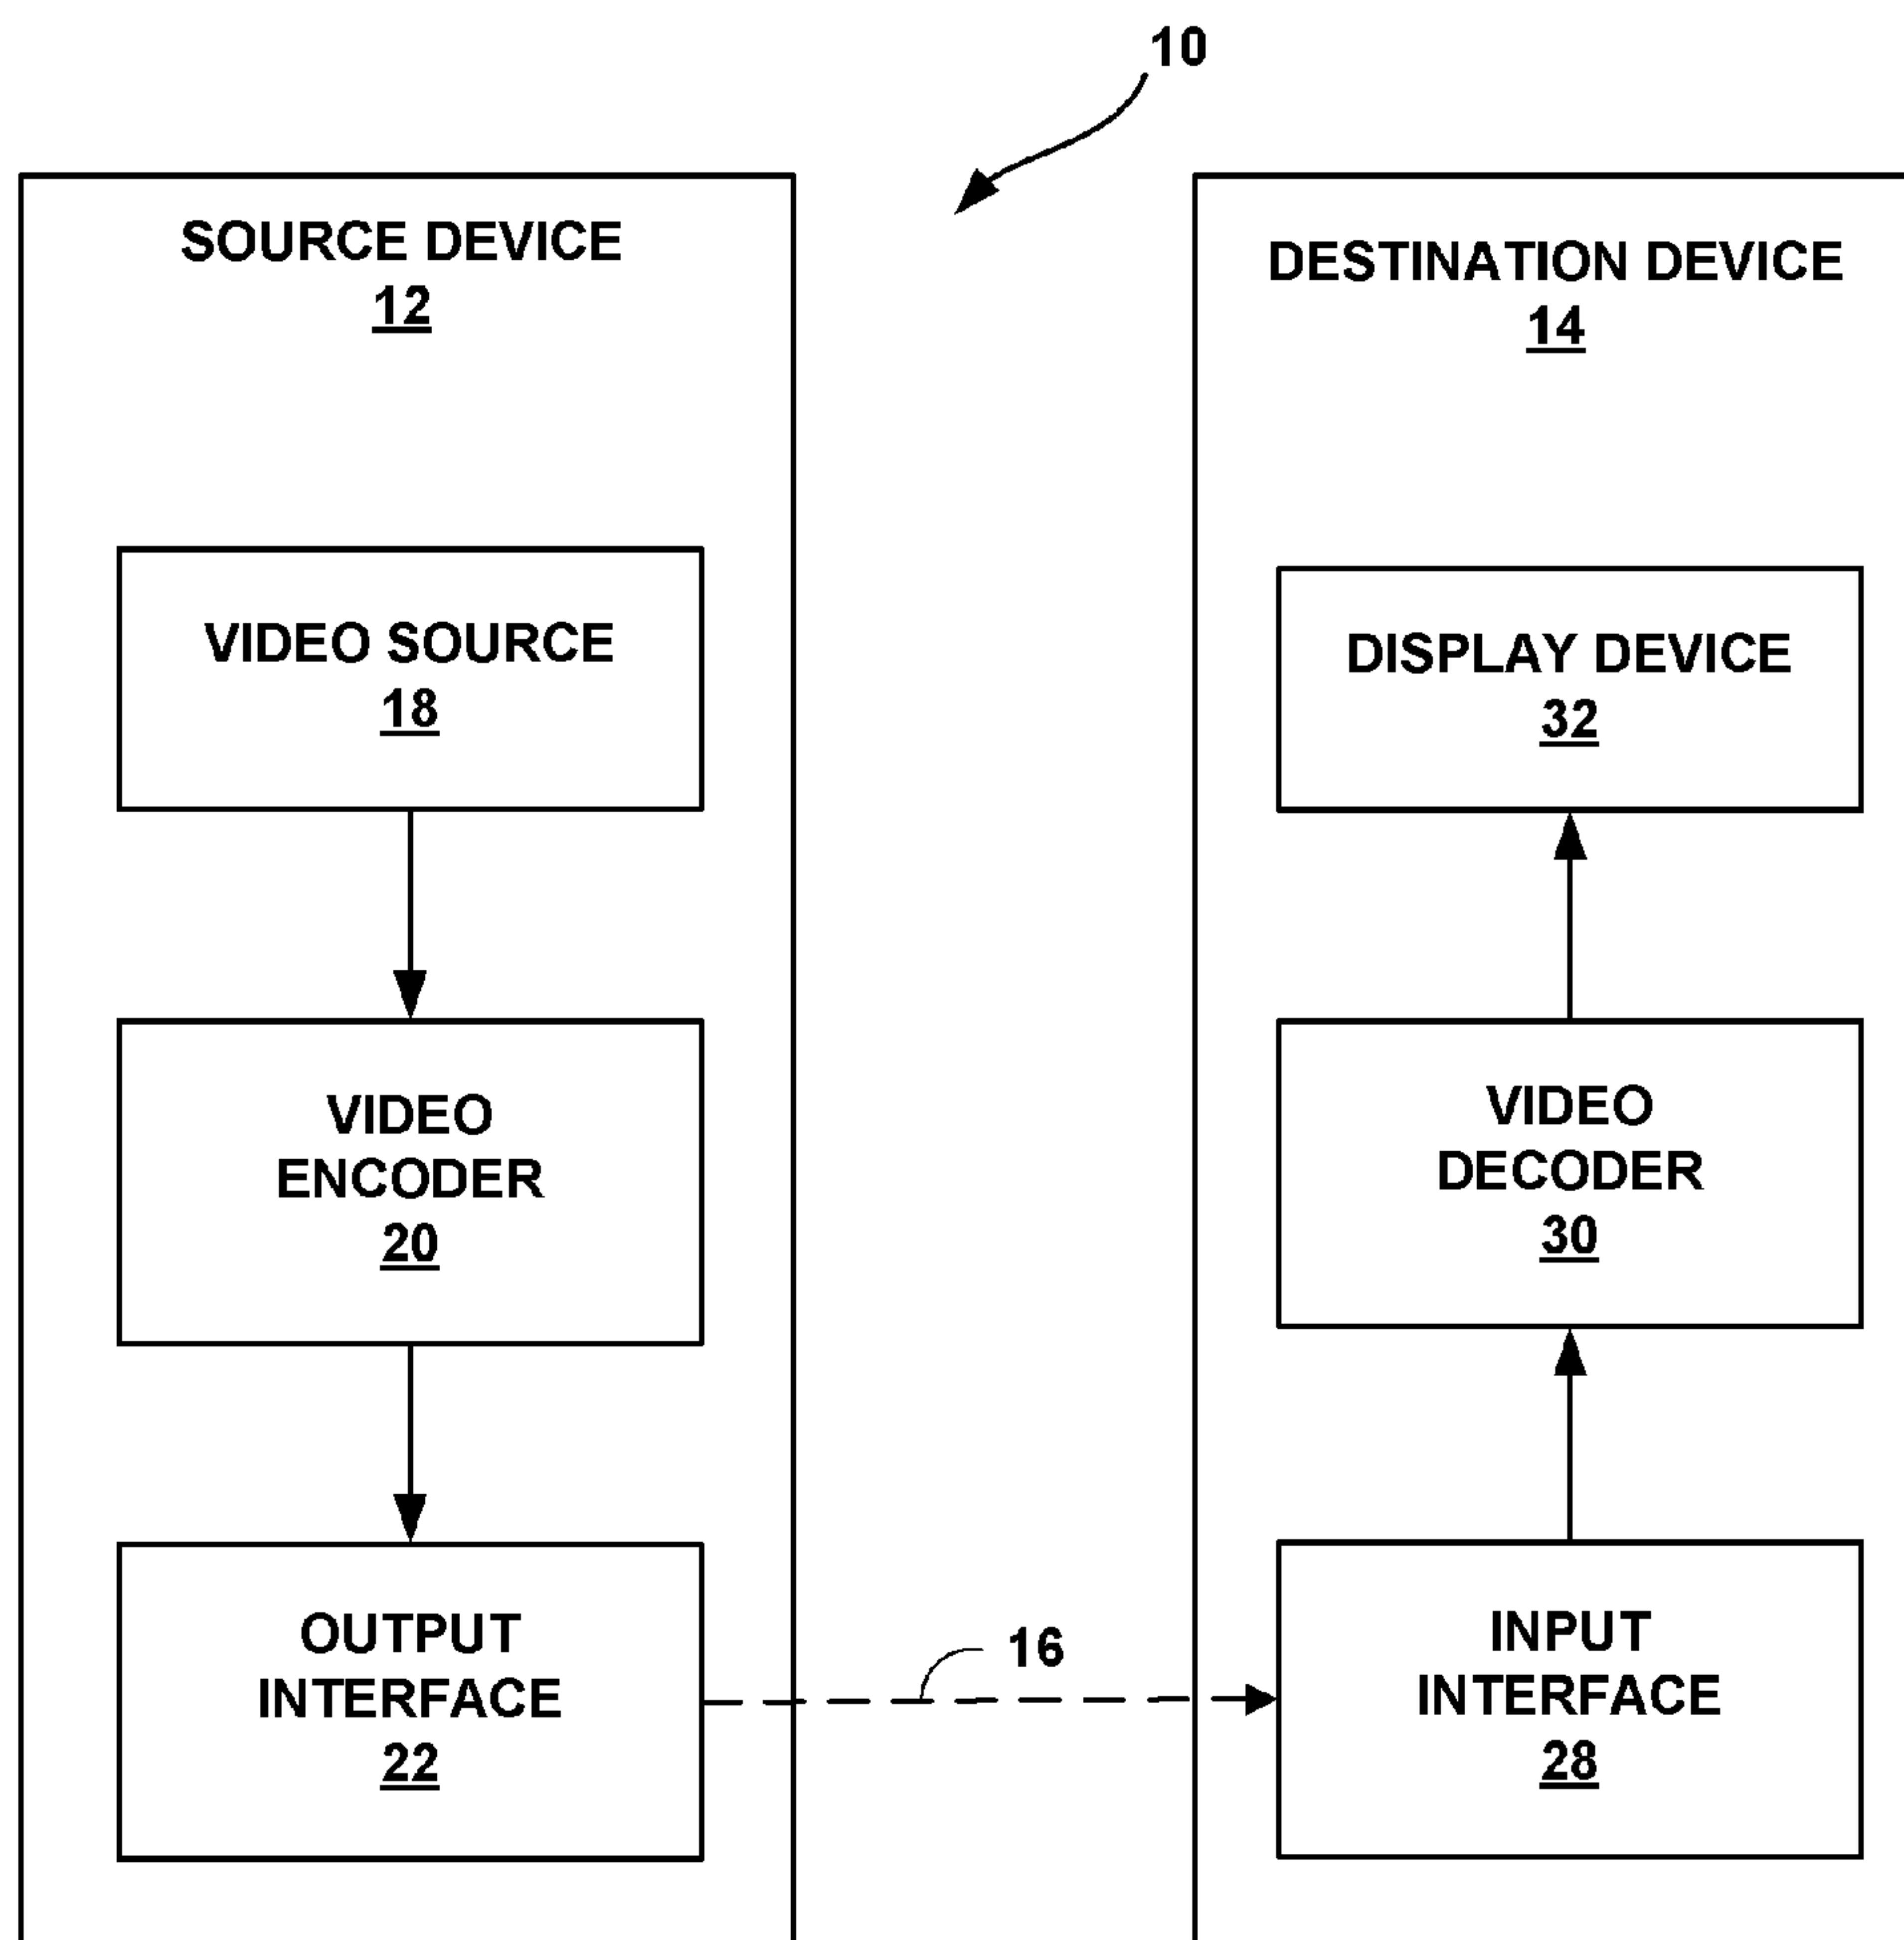 10
SOURCE DEVICE
12
VIDEO SOURCE
18
VIDEO
ENCODER
20
OUTPUT
INTERFACE
22
16
DESTINATION DEVICE
14
DISPLAY DEVICE
32
VIDEO
DECODER
30
INPUT
INTERFACE
28